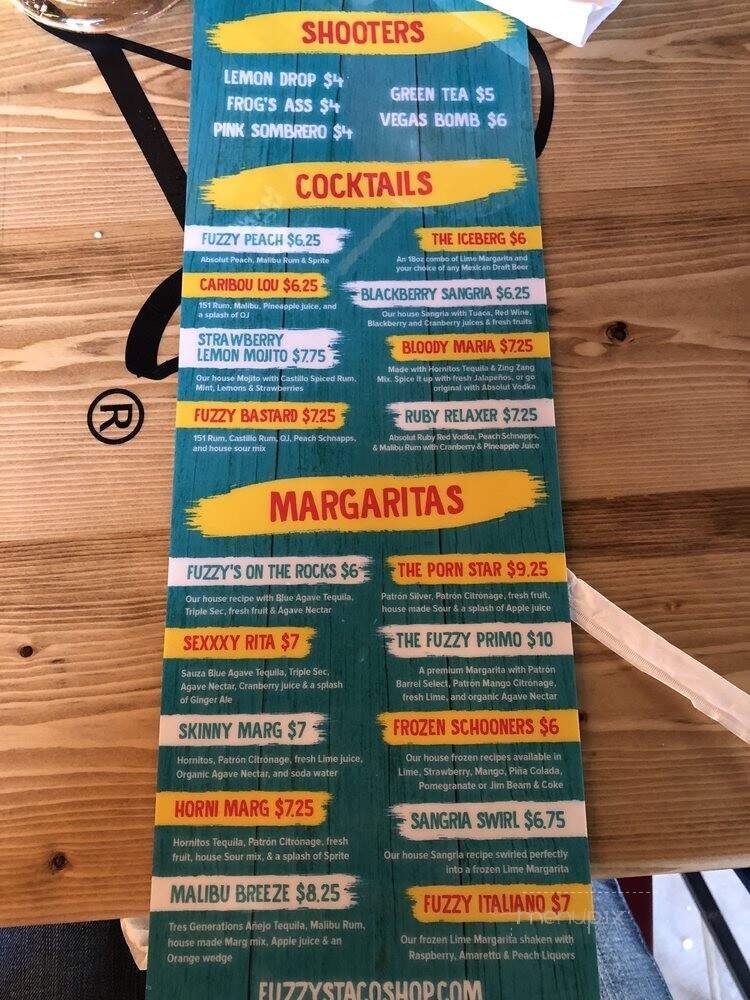 SHOOTERS
LEMON DROP $4
FROG'S ASS $4
PINK SOMBRERO $4
GREEN TEA $5
VEGAS BOMB $6
COCKTAILS
FUZZY PEACH $6.25
Absolut Peach, Malibu Rum & Sprite
CARIBOU LOU $6.25
151 Rum, Malibu, Pineapple juice, and
a splash of OJ
STRAWBERRY
LEMON MOJITO $7.75
Our house Mojito with Castillo Spiced Rum,
Mint, Lemons & Strawberries
FUZZY BASTARD $7.25
151 Rum, Castillo Rum, OJ, Peach Schnapps,
and house sour mix
THE ICEBERG $6
An 18oz combo of Lime Margarita and
your choice of any Mexican Draft Beer
BLACKBERRY SANGRIA $6.25
Our house Sangria with Tuaca, Red Wine,
Blackberry and Cranberry juices & fresh fruits
BLOODY MARIA $7.25
Made with Hornitos Tequila & Zing Zang
Mix. Spice it up with fresh Jalapeños, or go
original with Absolut Vodka
RUBY RELAXER $7.25
Absolut Ruby Red Vodka, Peach Schnapps,
& Malibu Rum with Cranberry & Pineapple Juice
MARGARITAS
FUZZY'S ON THE ROCKS $6
Our house recipe with Blue Agave Tequila,
Triple Sec, fresh fruit & Agave Nectar
SEXXXY RITA $7
Sauza Blue Agave Tequila, Triple Sec,
Agave Nectar, Cranberry juice & a splash
of Ginger Ale
SKINNY MARG $7
Hornitos, Patrón Citrónage, fresh Lime juice,
Organic Agave Nectar, and soda water
HORNI MARG $7.25
Hornitos Tequila, Patrón Citrónage, fresh
fruit, house Sour mix, & a splash of Sprite
MALIBU BREEZE $8.25
Tres Generations Añejo Tequila, Malibu Rum,
house made Marg mix, Apple juice & an
Orange wedge
THE PORN STAR $9.25
Patrón Silver, Patrón Citrónage, fresh fruit,
house made Sour & a splash of Apple juice
THE FUZZY PRIMO $10
A premium Margarita with Patrón
Barrel Select, Patrón Mango Citrónage,
fresh Lime, and organic Agave Nectar
FROZEN SCHOONERS $6
Our house frozen recipes available in
Lime, Strawberry, Mango, Piña Colada,
Pomegranate or Jim Beam & Coke
SANGRIA SWIRL $6.75
Our house Sangria recipe swirled perfectly
into a frozen Lime Margarita
FUZZY ITALIANO $7
Our frozen Lime Margarita shaken with
Raspberry, Amaretto & Peach Liquors
FUZZYSTACOSHOP.COM
®
menupix